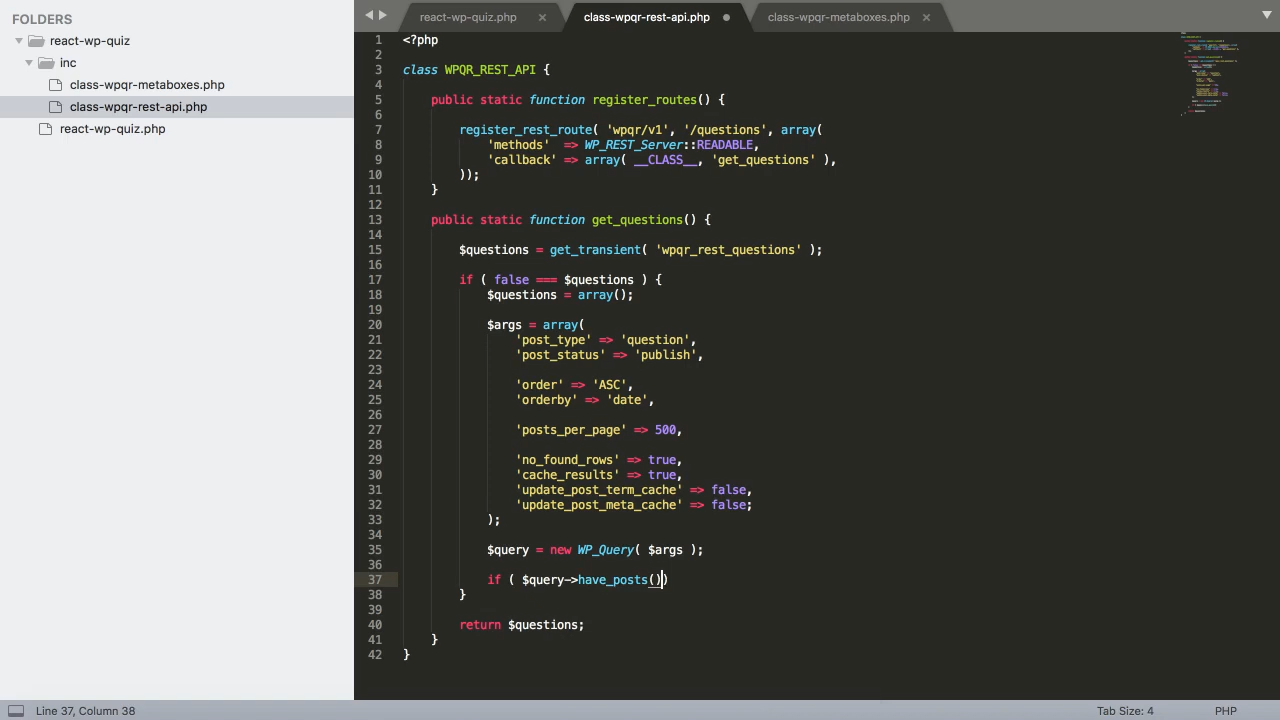 FOLDERS
react-wp-quiz
inc
class-wpqr-metaboxes.php
class-wpqr-rest-api.php
react-wp-quiz.php
react-wp-quiz.php × class-wpqr-rest-api.php class-wpqr-metaboxes.php ×
1 <?php
2
3 class WPQR_REST_API {
4
5 public static function register_routes() {
6
7 register_rest_route( 'wpqr/v1', '/questions', array(
8 'methods'  => WP_REST_Server::READABLE,
9 'callback' => array( __CLASS__, 'get_questions' ),
10 ));
11 }
12
13 public static function get_questions() {
14
15 $questions = get_transient( 'wpqr_rest_questions' );
16
17 if ( false === $questions ) {
18 $questions = array();
19
20 $args = array(
21 'post_type' => 'question',
22 'post_status' => 'publish',
23
24 'order' => 'ASC',
25 'orderby' => 'date',
26
27 'posts_per_page' => 500,
28
29 'no_found_rows' => true,
30 'cache_results' => true,
31 'update_post_term_cache' => false,
32 'update_post_meta_cache' => false;
33 );
34
35 $query = new WP_Query( $args );
36
37 if ( $query->have_posts())
38 }
39
40 return $questions;
41 }
42 }
Line 37, Column 38
Tab Size: 4
PHP